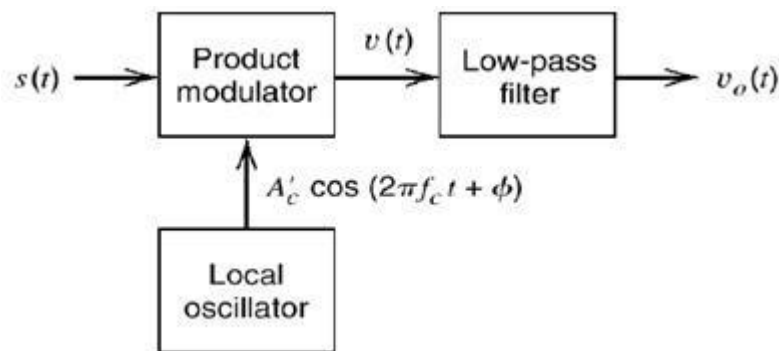 s(t)
Product
modulator
v(t)
Low-pass
filter
v_o(t)
A'_c cos (2πf_c t + ϕ)
Local
oscillator